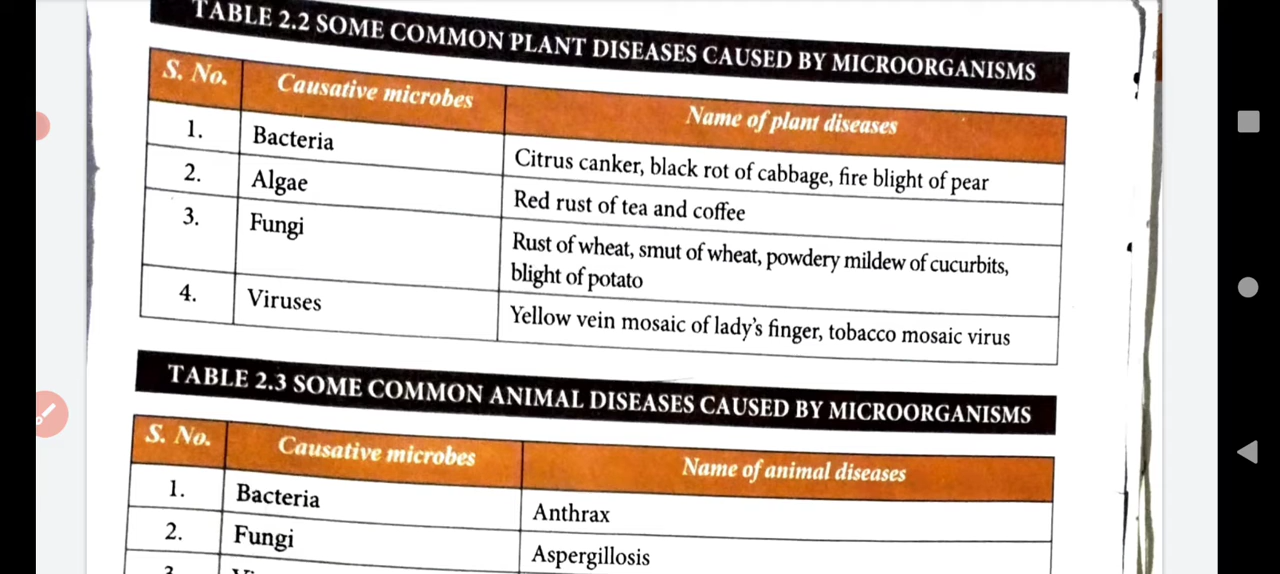 TABLE 2.2 SOME COMMON PLANT DISEASES CAUSED BY MICROORGANISMS
S. No. Causative microbes Name of plant diseases
1. Bacteria Citrus canker, black rot of cabbage, fire blight of pear
2. Algae Red rust of tea and coffee
3. Fungi Rust of wheat, smut of wheat, powdery mildew of cucurbits,
blight of potato
4. Viruses Yellow vein mosaic of lady's finger, tobacco mosaic virus
TABLE 2.3 SOME COMMON ANIMAL DISEASES CAUSED BY MICROORGANISMS
S. No. Causative microbes Name of animal diseases
1. Bacteria Anthrax
2. Fungi Aspergillosis